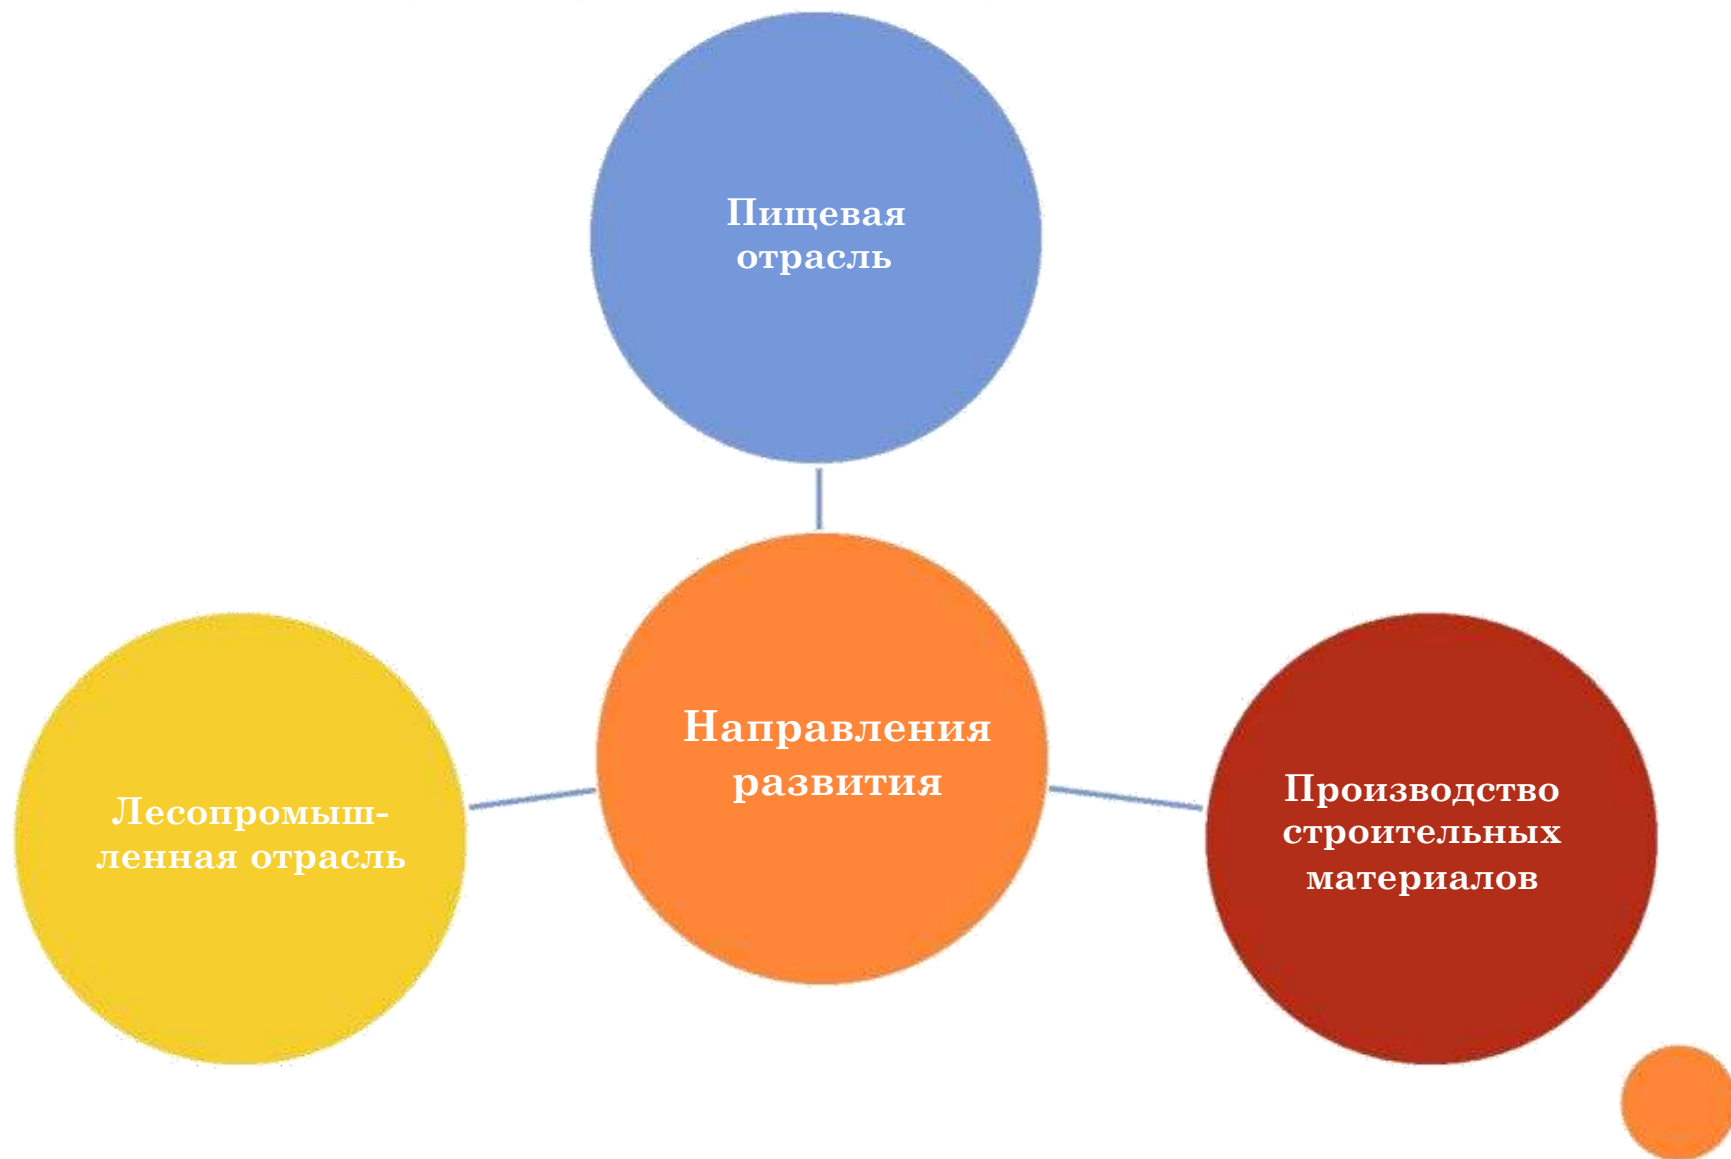 Пищевая
отрасль
Направления
развития
Лесопромыш-
ленная отрасль
Производство
строительных
материалов